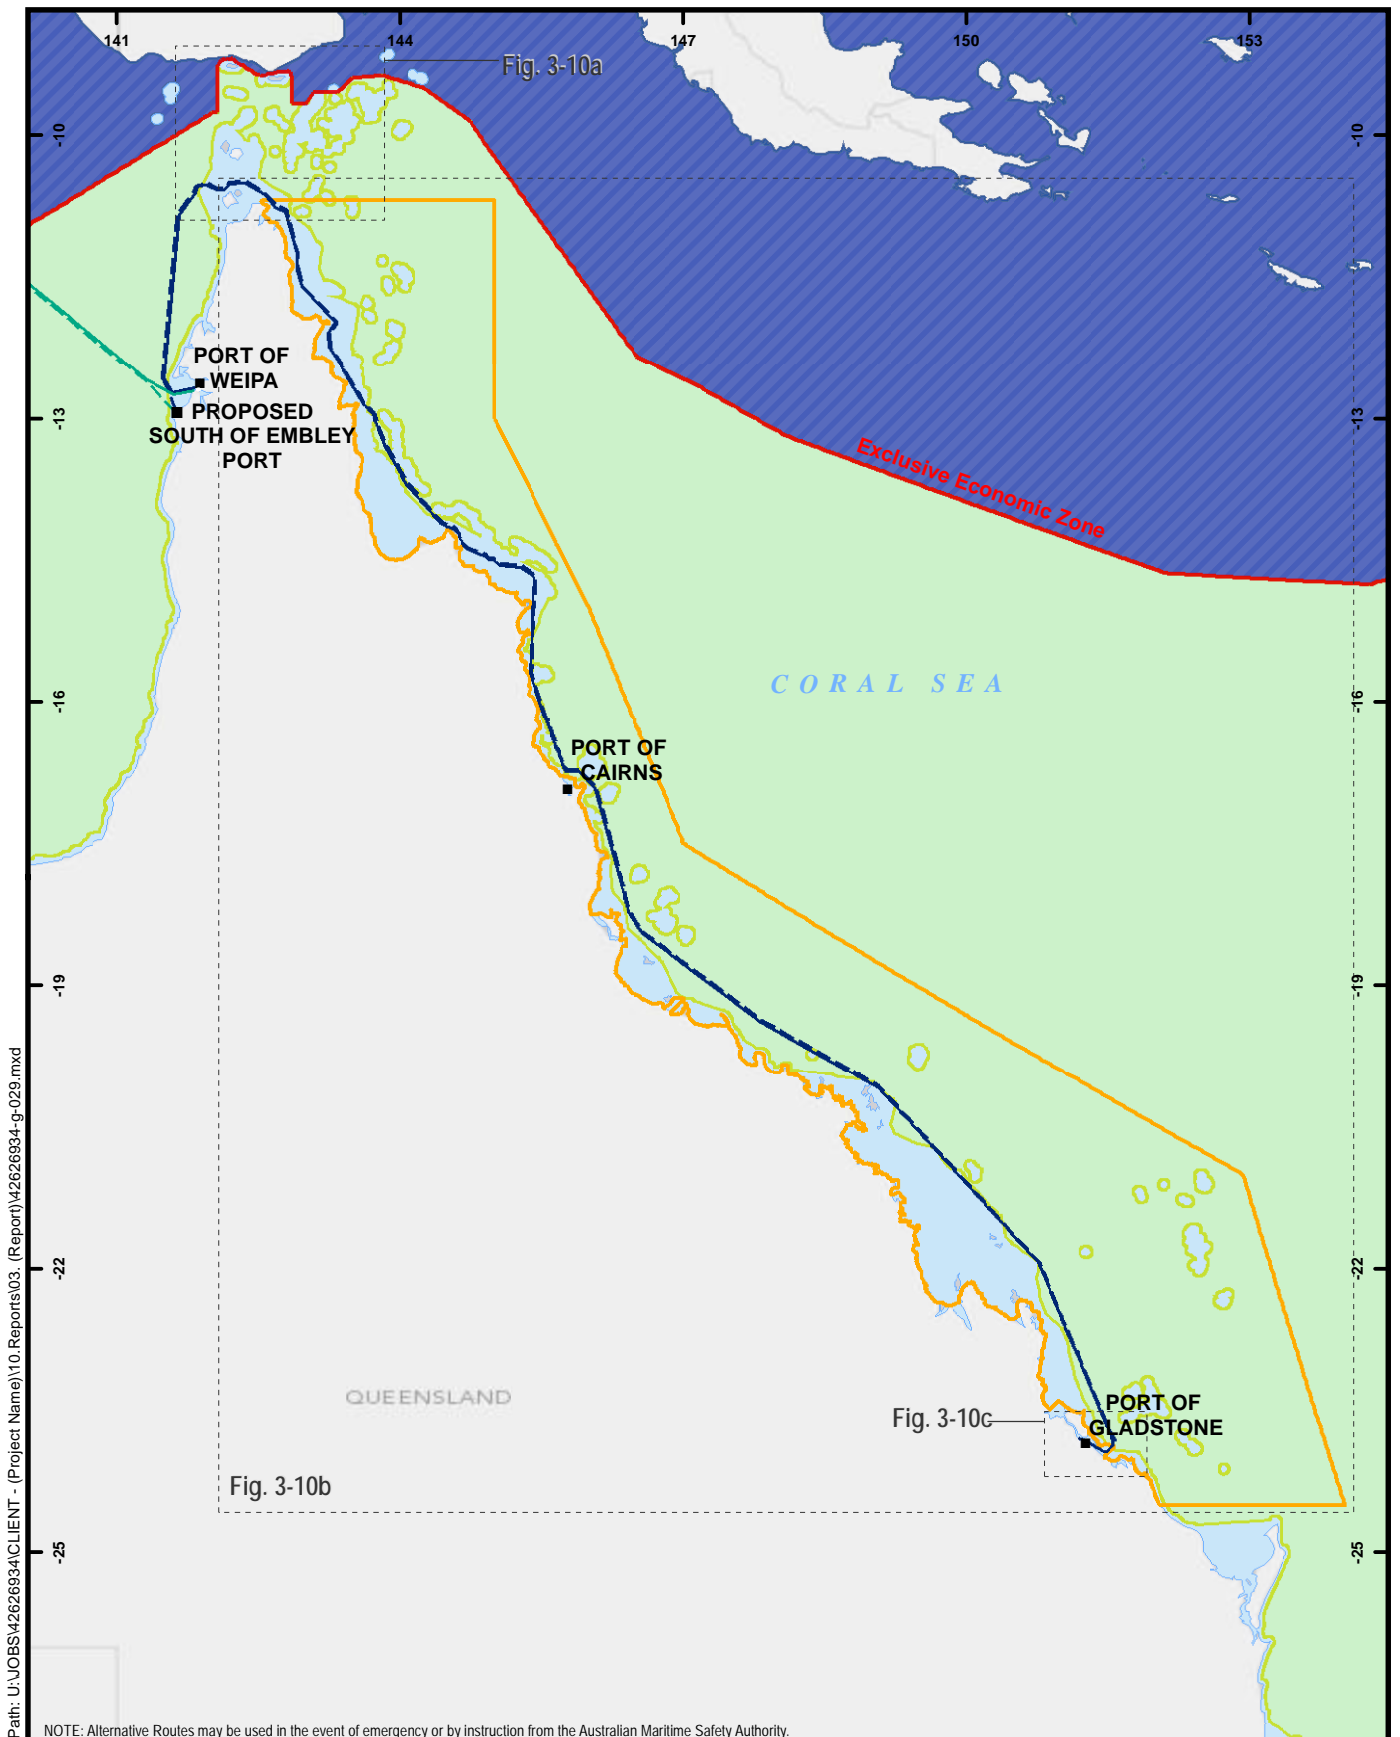 141 144 147 150 153
Fig. 3-10a
-10 -10
PORT OF
WEIPA
PROPOSED
SOUTH OF EMBLEY
PORT
-13 -13
Exclusive Economic Zone
CORAL SEA
-16 -16
PORT OF
CAIRNS
-19 -19
-22 -22
QUEENSLAND
PORT OF
GLADSTONE
Fig. 3-10c
Fig. 3-10b
-25 -25
Path: U:\JOBS\42626934\CLIENT - (Project Name)\10.Reports\03. (Report)\42626934-g-029.mxd
NOTE: Alternative Routes may be used in the event of emergency or by instruction from the Australian Maritime Safety Authority.